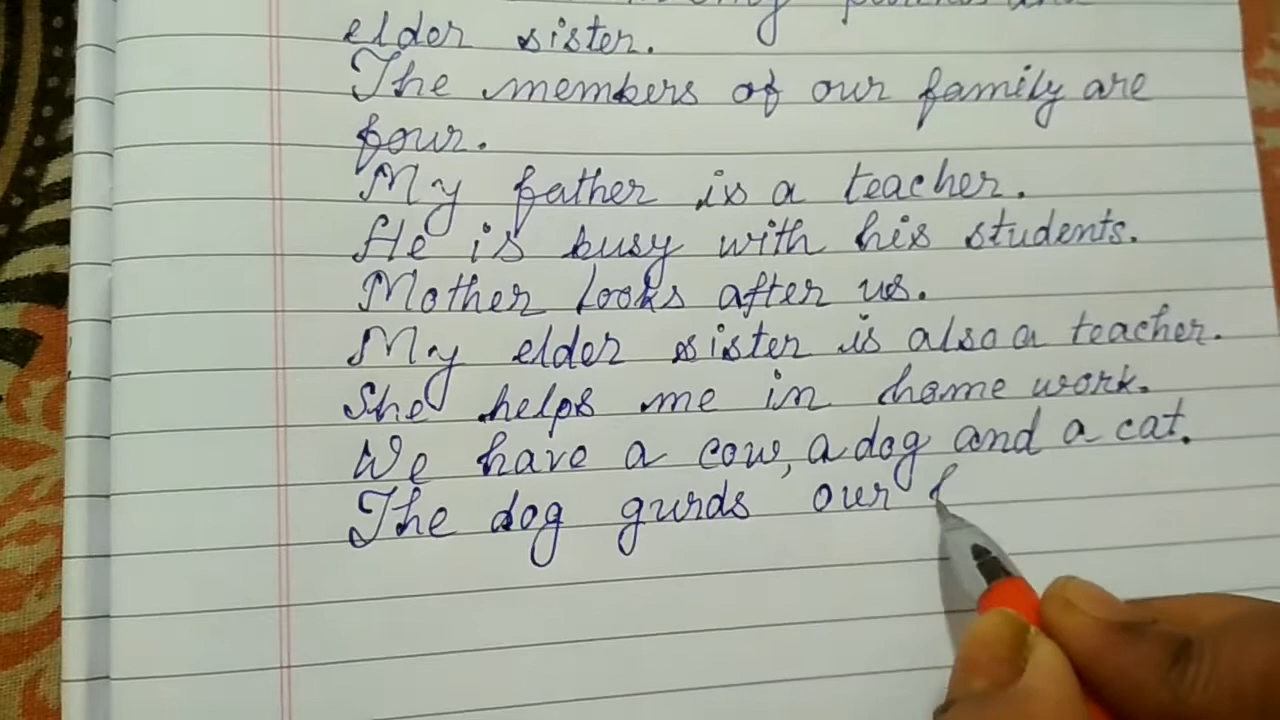 elder sister.
The members of our family are
four.
My father is a teacher.
He is busy with his students.
Mother looks after us.
My elder sister is also a teacher.
She helps me in home work.
We have a cow, a dog and a cat.
The dog gurds our